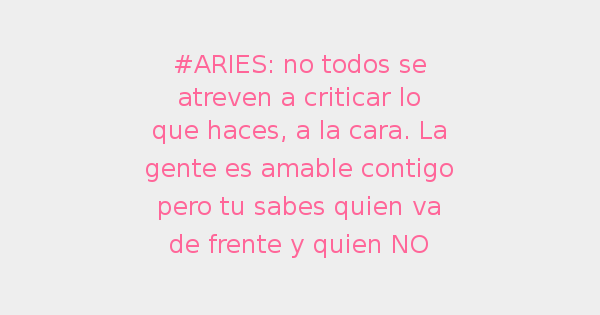 #ARIES: no todos se
atreven a criticar lo
que haces, a la cara. La
gente es amable contigo
pero tu sabes quien va
de frente y quien NO